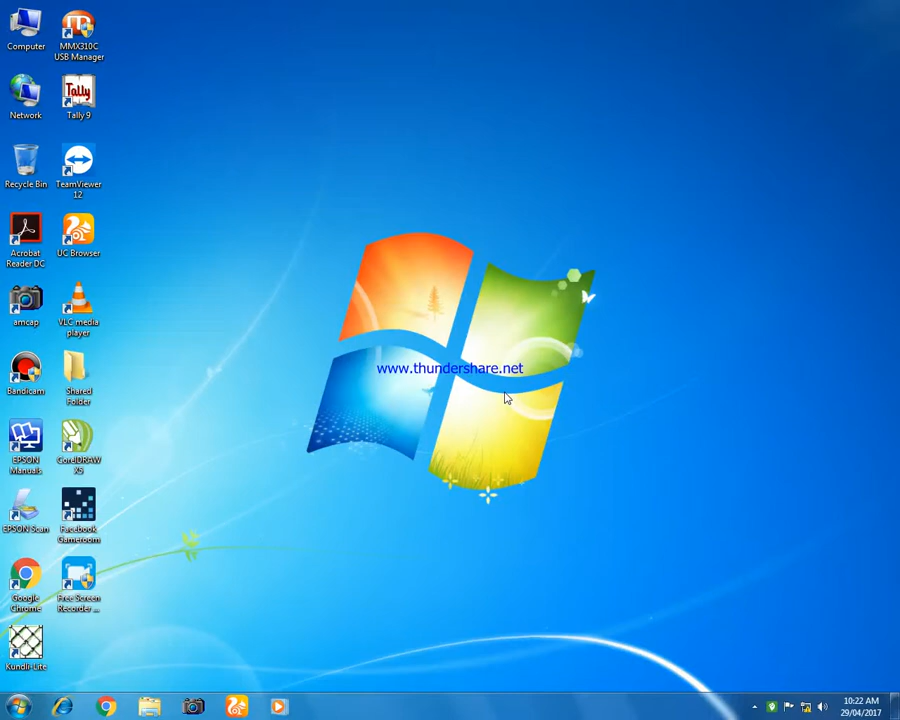 Computer
MMX310C
USB Manager
Network
Tally
Tally 9
Recycle Bin
TeamViewer
12
Acrobat
Reader DC
UC Browser
amcap
VLC media
player
Bandicam
Shared
Folder
EPSON
Manuals
CorelDRAW
X5
EPSON Scan
Facebook
Gameroom
Google
Chrome
Free Screen
Recorder ...
Kundli-Lite
www.thundershare.net
10:22 AM
29/04/2017